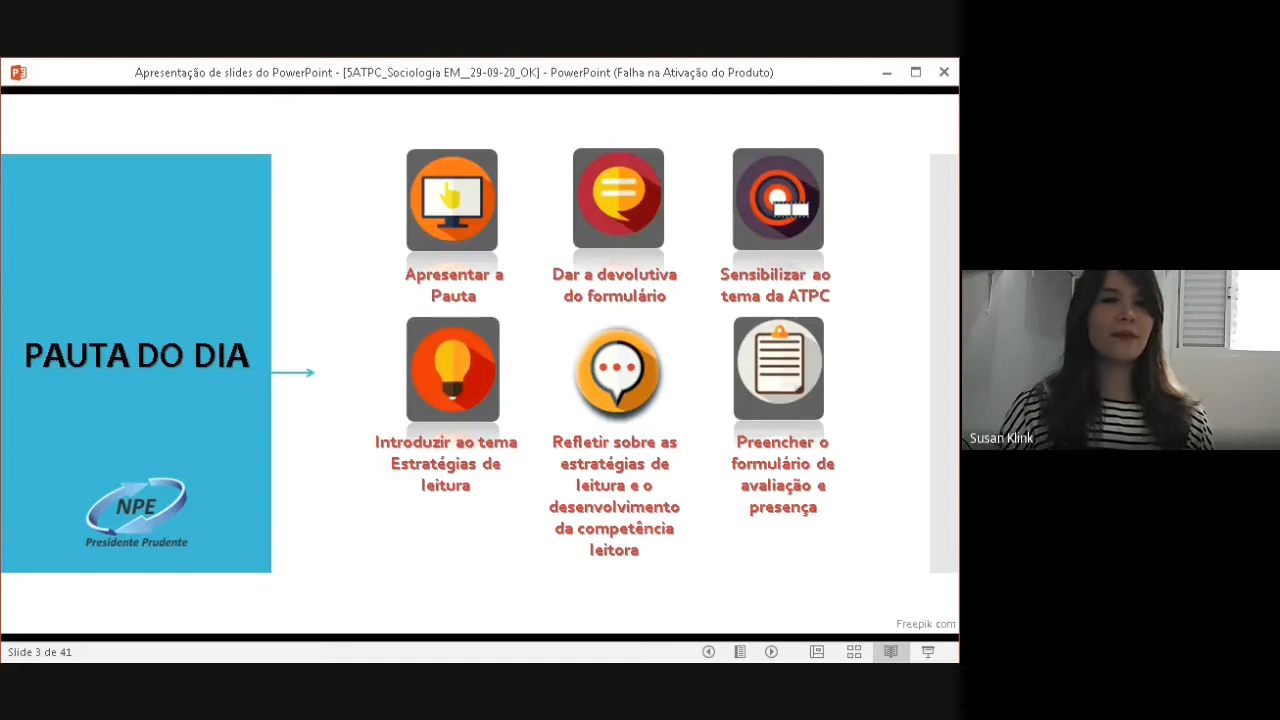 Apresentação de slides do PowerPoint - [5ATPC_Sociologia EM__29-09-20_OK] - PowerPoint (Falha na Ativação do Produto)
PAUTA DO DIA
NPE
Presidente Prudente
Apresentar a
Pauta
Dar a devolutiva
do formulário
Sensibilizar ao
tema da ATPC
Introduzir ao tema
Estratégias de
leitura
Refletir sobre as
estratégias de
leitura e o
desenvolvimento
da competência
leitora
Preencher o
formulário de
avaliação e
presença
Freepik com
Slide 3 de 41
Susan Klink